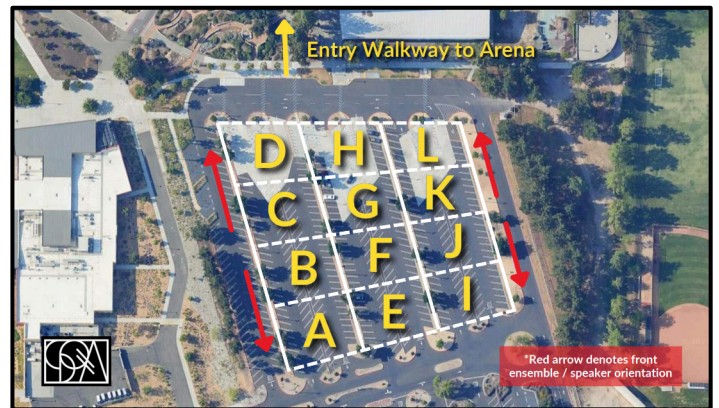 Entry Walkway to Arena
D H L
C G K
B F J
A E I
*Red arrow denotes front
ensemble / speaker orientation